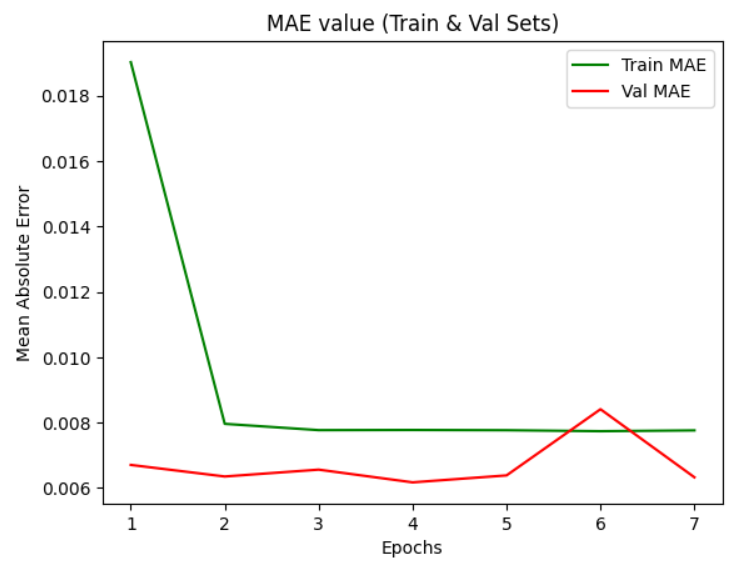 MAE value (Train & Val Sets)
Train MAE
Val MAE
Mean Absolute Error
0.018
0.016
0.014
0.012
0.010
0.008
0.006
1 2 3 4 5 6 7
Epochs